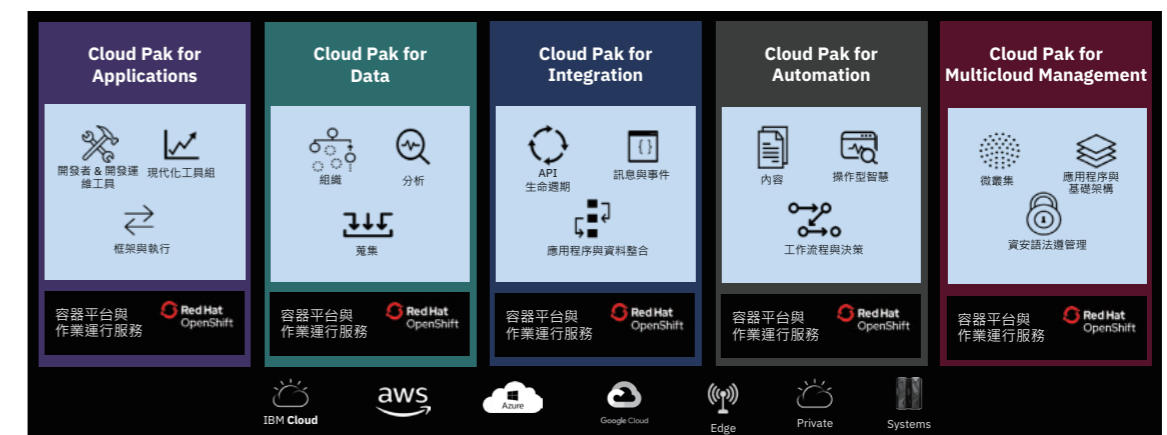 Cloud Pak for
Applications
開發者 & 開發運
維工具
現代化工具組
框架與執行
容器平台與
作業運行服務
Red Hat
OpenShift
Cloud Pak for
Data
組織
分析
蒐集
容器平台與
作業運行服務
Red Hat
OpenShift
Cloud Pak for
Integration
API
生命週期
{ }
訊息與事件
應用程序與資料整合
容器平台與
作業運行服務
Red Hat
OpenShift
Cloud Pak for
Automation
內容
操作型智慧
工作流程與決策
容器平台與
作業運行服務
Red Hat
OpenShift
Cloud Pak for
Multicloud Management
微叢集
應用程序與
基礎架構
資安語法遵管理
容器平台與
作業運行服務
Red Hat
OpenShift
IBM Cloud
aws
Azure
Google Cloud
Edge
Private
Systems